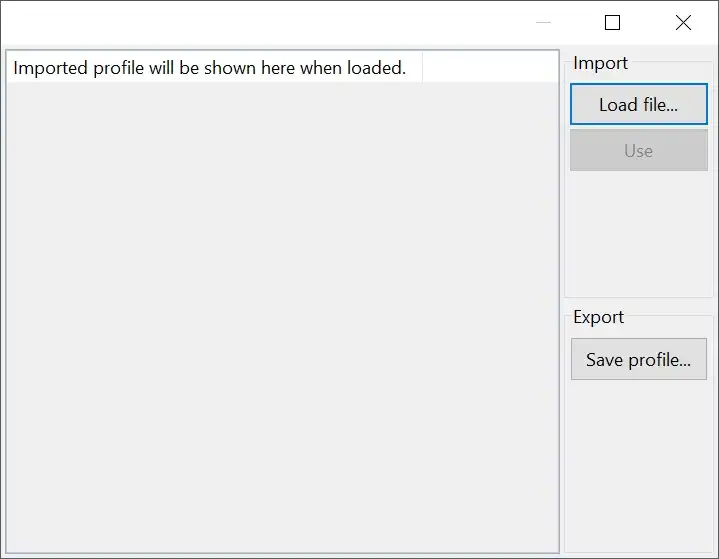 Imported profile will be shown here when loaded.
Import
Load file...
Use
Export
Save profile...